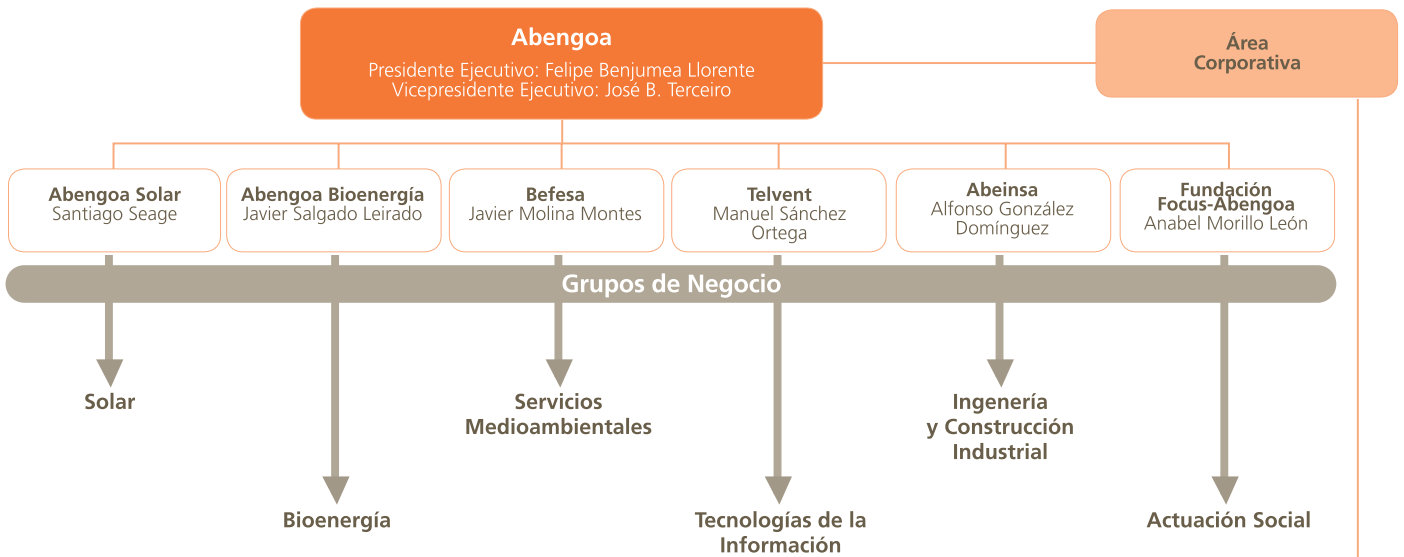 Abengoa
Presidente Ejecutivo: Felipe Benjumea Llorente
Vicepresidente Ejecutivo: José B. Terceiro
Área
Corporativa
Abengoa Solar
Santiago Seage
Abengoa Bioenergía
Javier Salgado Leirado
Befesa
Javier Molina Montes
Telvent
Manuel Sánchez
Ortega
Abeinsa
Alfonso González
Domínguez
Fundación
Focus-Abengoa
Anabel Morillo León
Grupos de Negocio
Solar
Servicios
Medioambientales
Ingenería
y Construcción
Industrial
Bioenergía
Tecnologías de la
Información
Actuación Social